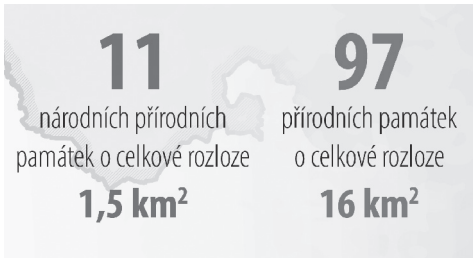 11
národních přírodních
památek o celkové rozloze
1,5 km²
97
přírodních památek
o celkové rozloze
16 km²